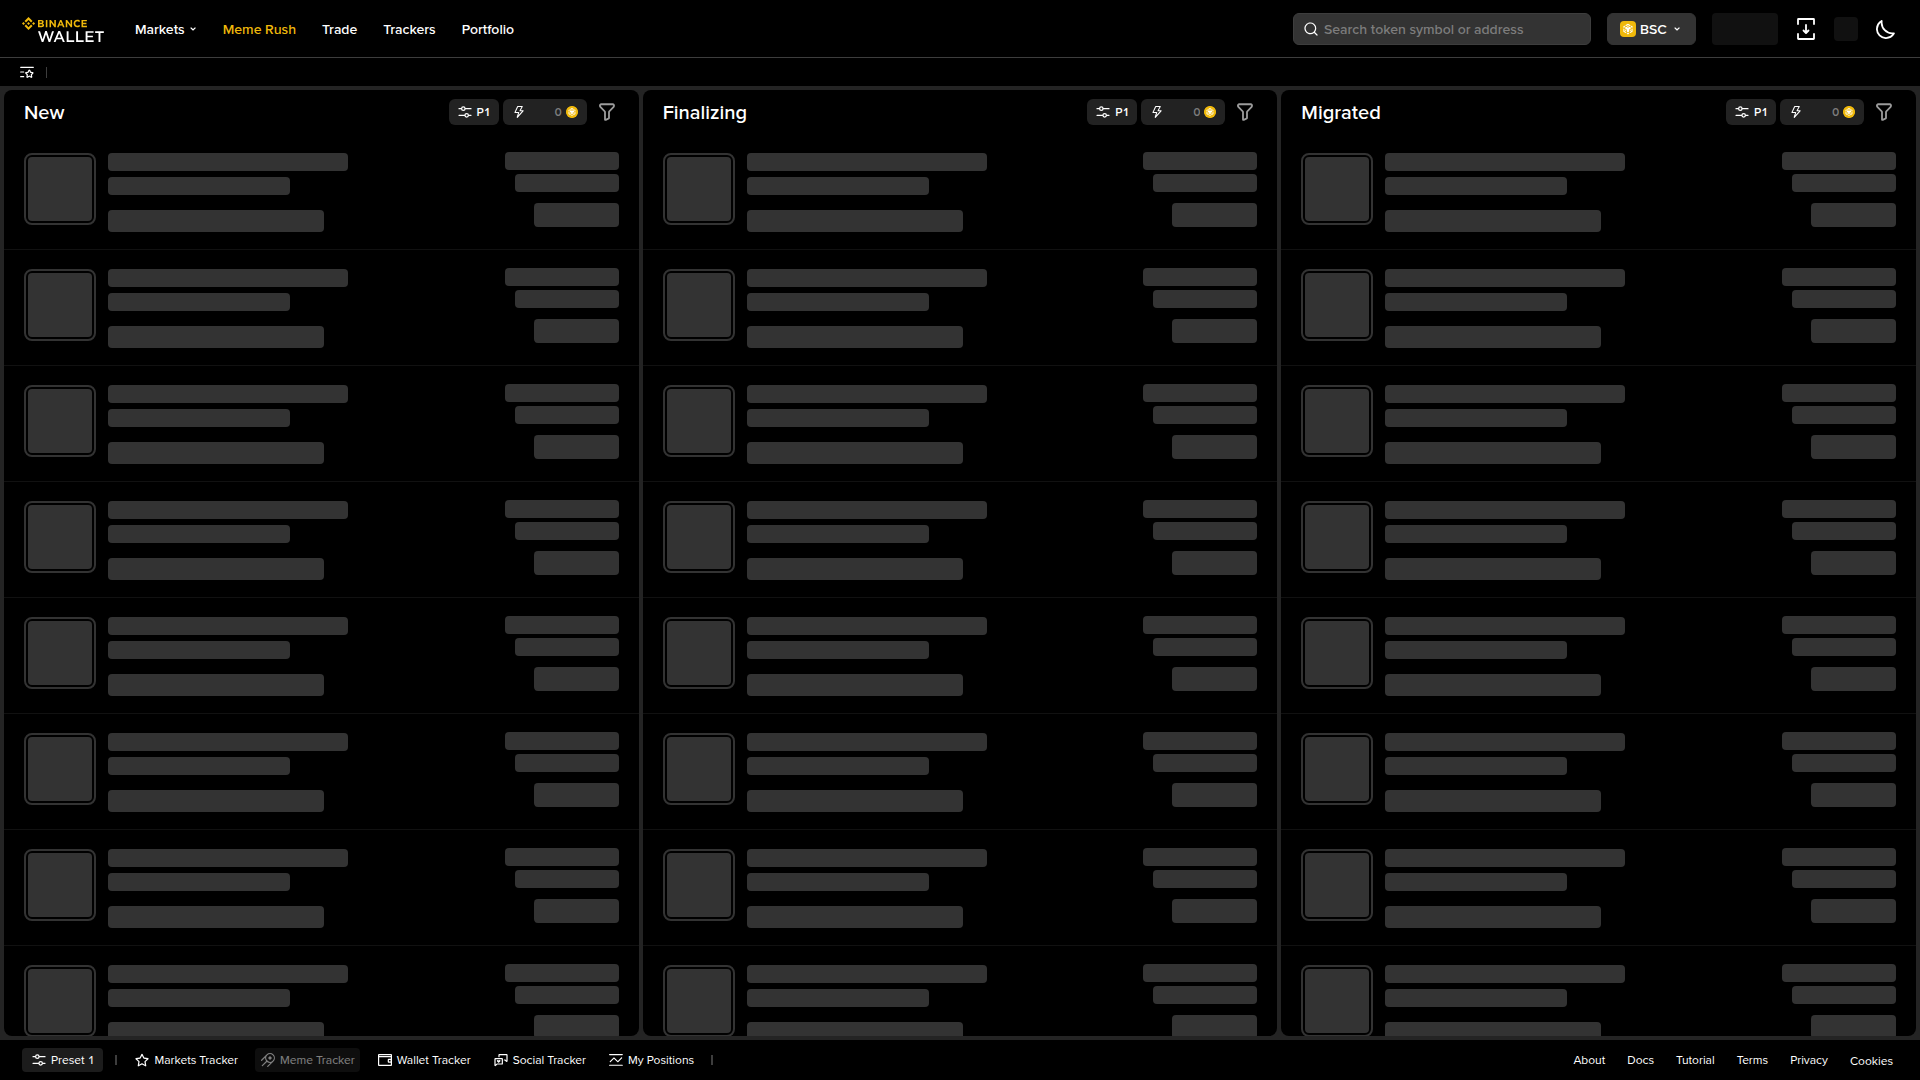 BINANCE
WALLET
Markets
Meme Rush
Trade
Trackers
Portfolio
Search token symbol or address
BSC
New
P1
0
Finalizing
P1
0
Migrated
P1
0
Preset 1
Markets Tracker
Meme Tracker
Wallet Tracker
Social Tracker
My Positions
About
Docs
Tutorial
Terms
Privacy
Cookies